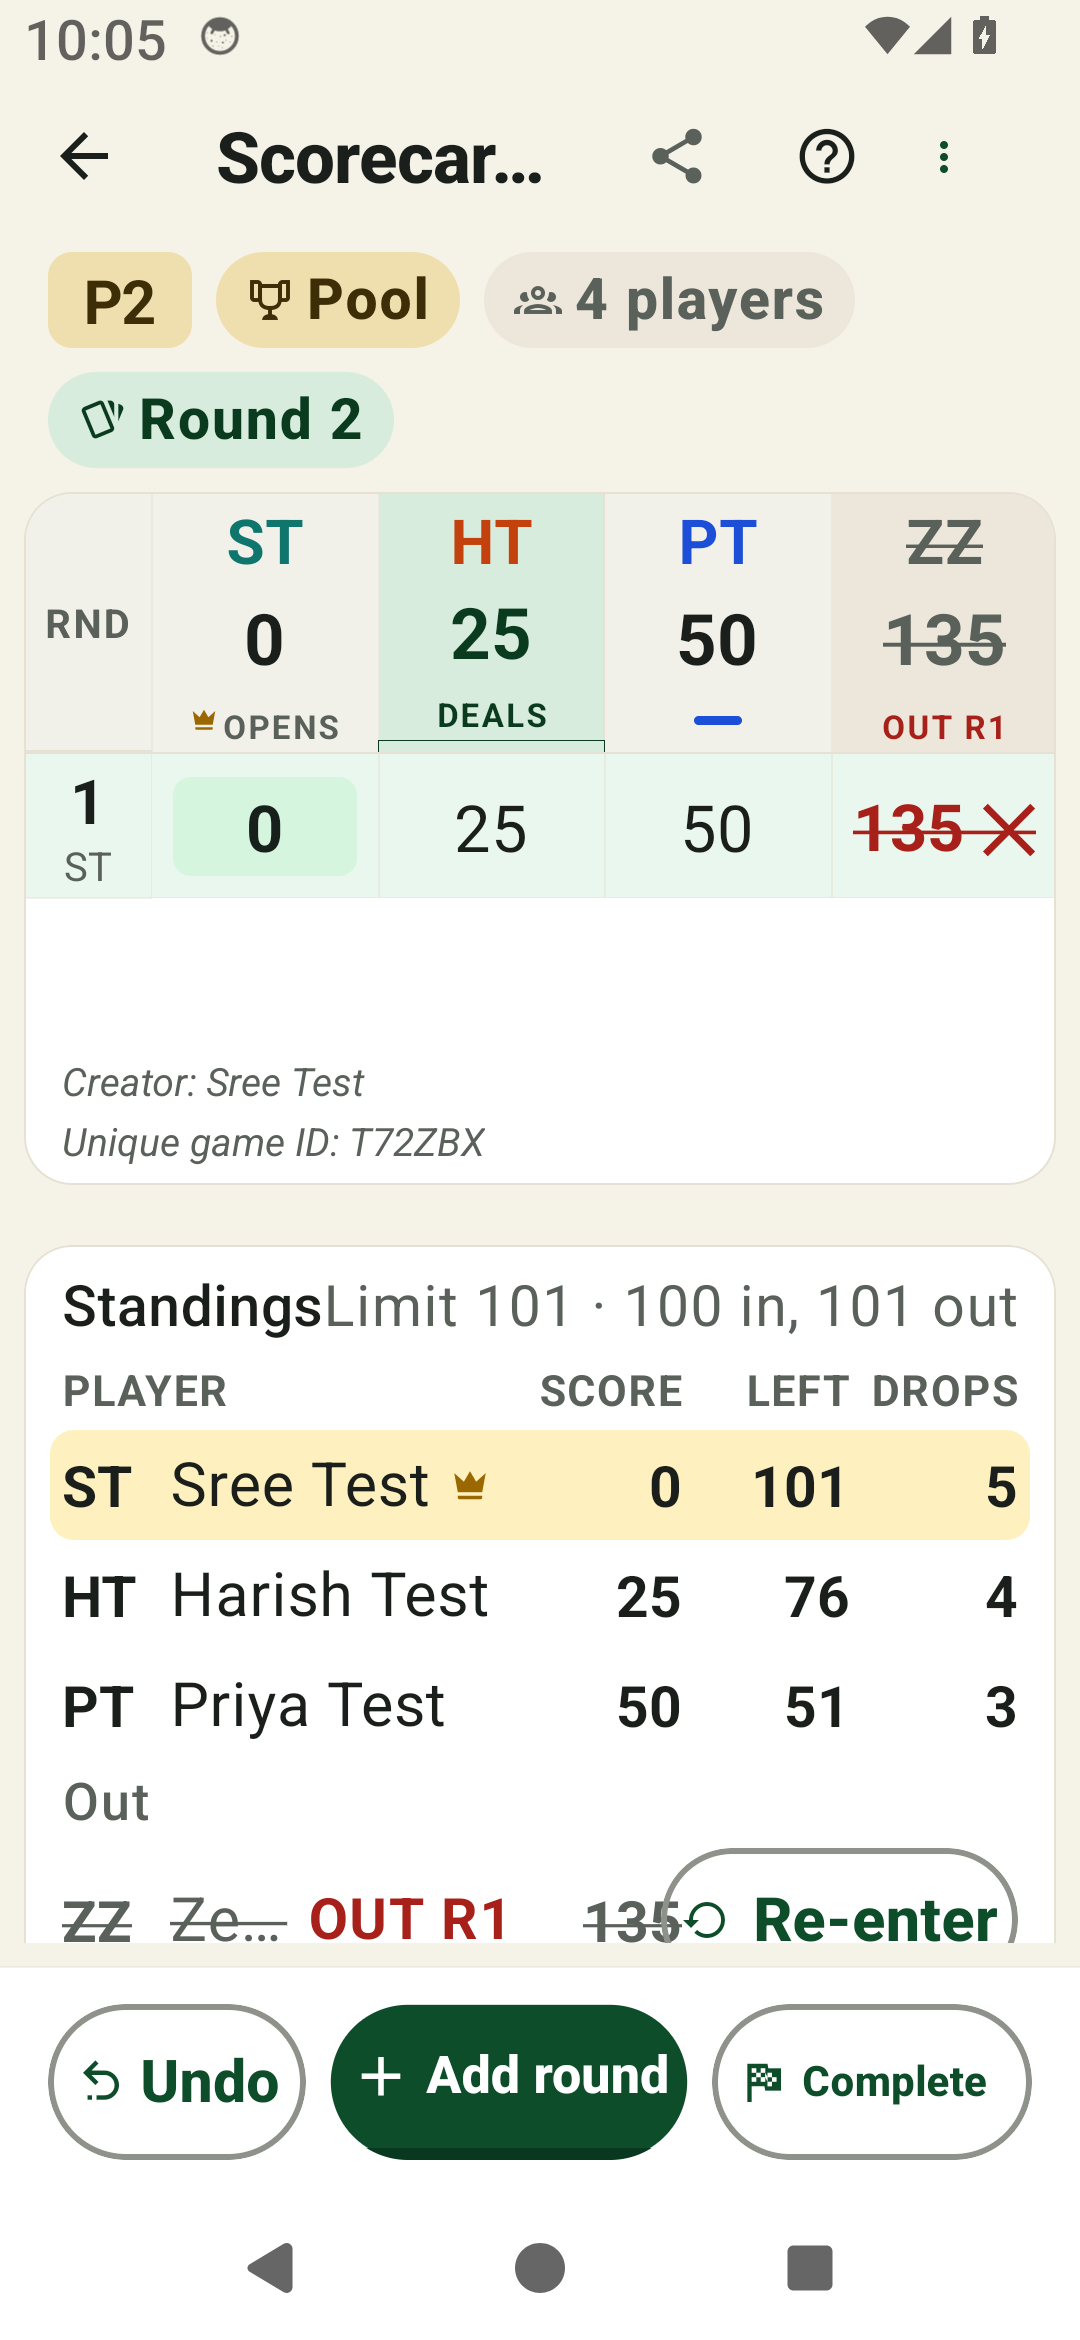 10:05
Scorecar...
P2 Pool 4 players
Round 2
RND ST HT PT ZZ
0 25 50 135
OPENS DEALS OUT R1
1 0 25 50 135
ST
Creator: Sree Test
Unique game ID: T72ZBX
Standings Limit 101 · 100 in, 101 out
PLAYER SCORE LEFT DROPS
ST Sree Test 0 101 5
HT Harish Test 25 76 4
PT Priya Test 50 51 3
Out
ZZ Ze... OUT R1 135 Re-enter
Undo + Add round Complete